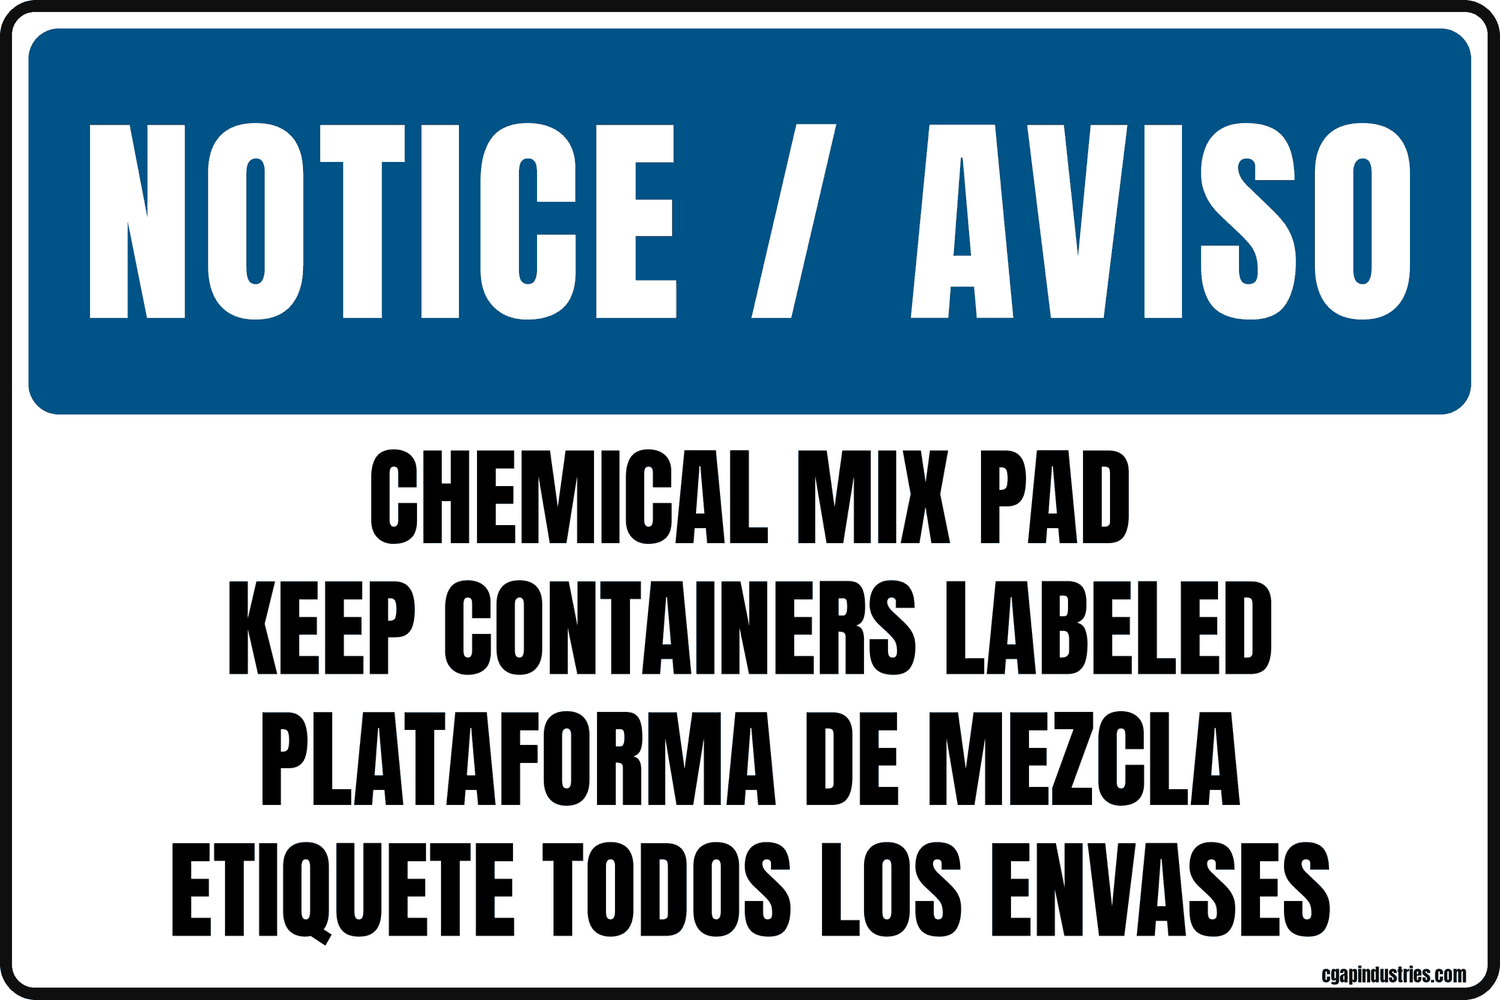 NOTICE / AVISO
CHEMICAL MIX PAD
KEEP CONTAINERS LABELED
PLATAFORMA DE MEZCLA
ETIQUETE TODOS LOS ENVASES
cgapindustries.com